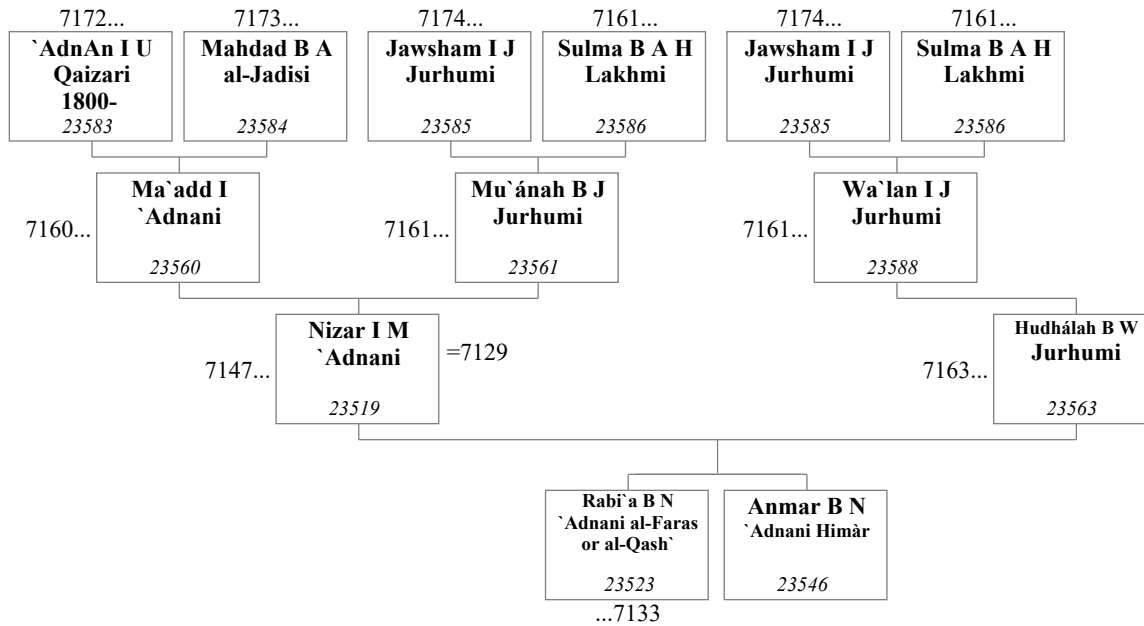 7172...
7173...
7174...
7161...
7174...
7161...
`AdnAn I U
Qaizari
1800-
23583
Mahdad B A
al-Jadisi
23584
Jawsham I J
Jurhumi
23585
Sulma B A H
Lakhmi
23586
Jawsham I J
Jurhumi
23585
Sulma B A H
Lakhmi
23586
7160...
Ma`add I
`Adnani
23560
7161...
Mu`ánah B J
Jurhumi
23561
7161...
Wa`lan I J
Jurhumi
23588
7147...
Nizar I M
`Adnani
23519
=7129
7163...
Hudhálah B W
Jurhumi
23563
Rabi`a B N
`Adnani al-Faras
or al-Qash`
23523
Anmar B N
`Adnani Himàr
23546
...7133